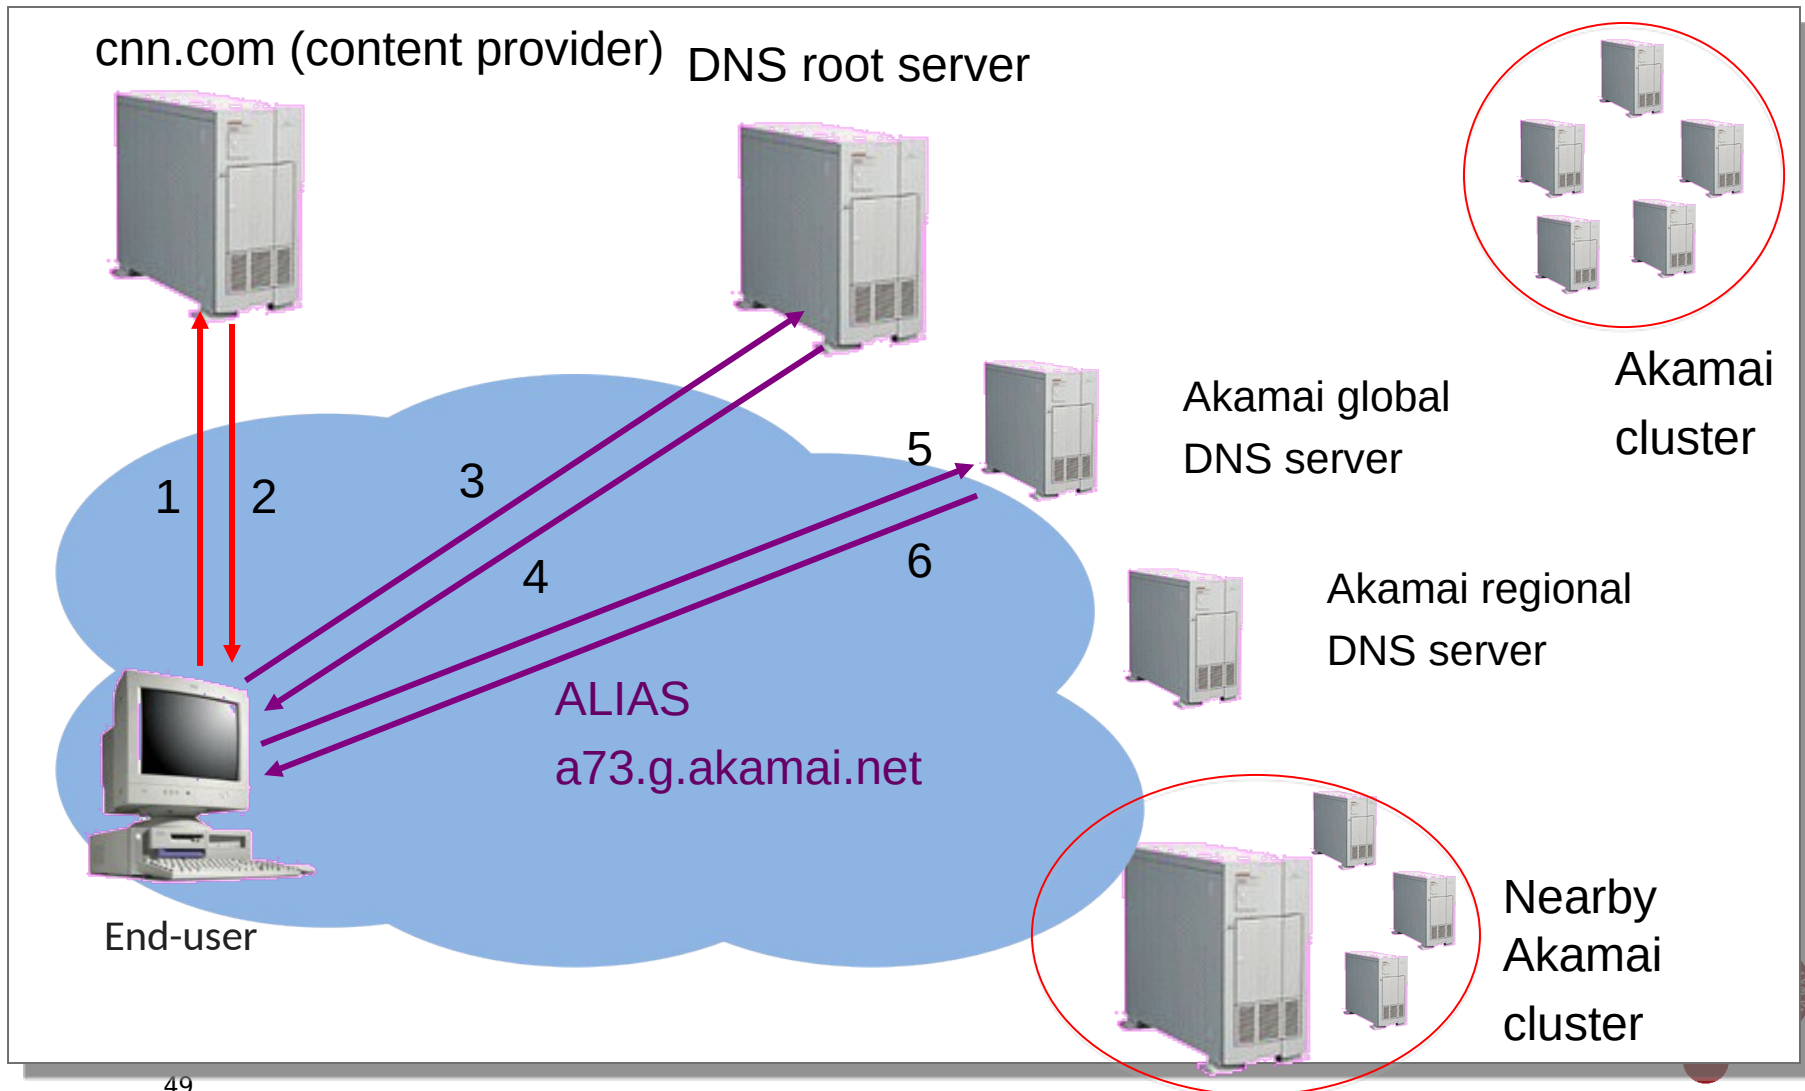 cnn.com (content provider)
DNS root server
Akamai
cluster
Akamai global
DNS server
5
3
1
2
6
4
Akamai regional
DNS server
ALIAS
a73.g.akamai.net
End-user
Nearby
Akamai
cluster
49